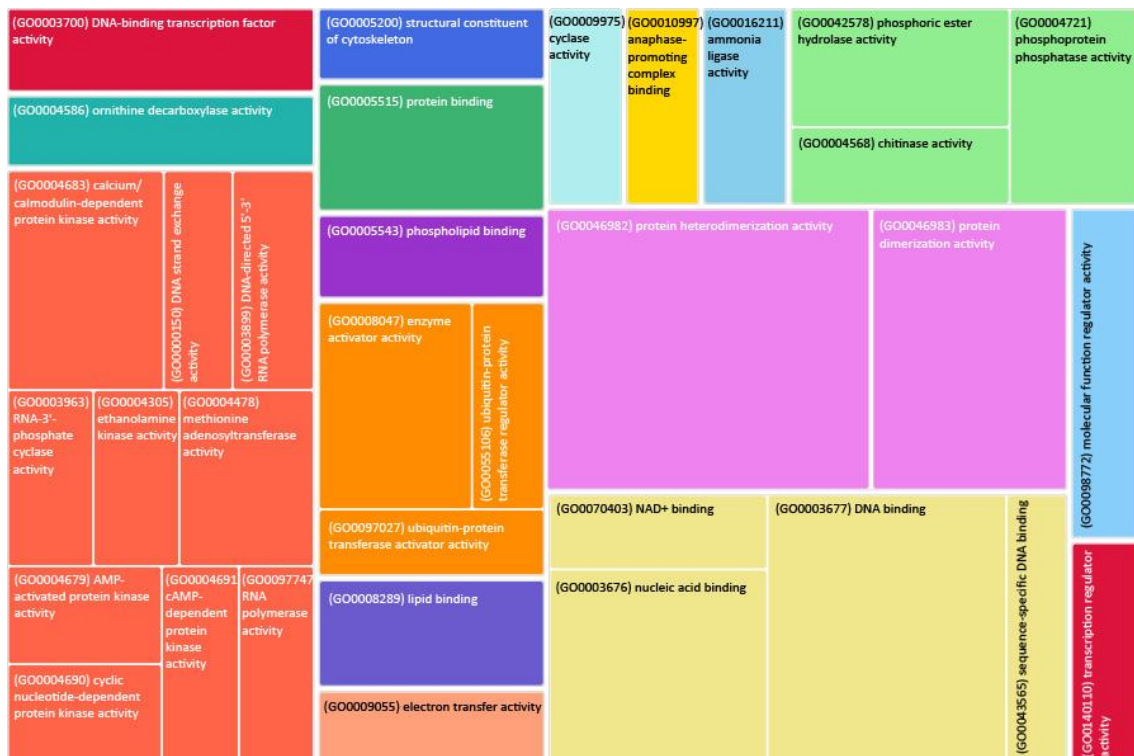 (GO0003700) DNA-binding transcription factor
activity
(GO0004586) ornithine decarboxylase activity
(GO0004683) calcium/
calmodulin-dependent
protein kinase activity
(GO0000150) DNA strand exchange
activity
(GO0003899) DNA-directed 5'-3'
RNA polymerase activity
(GO0003963)
RNA-3'-
phosphate
cyclase
activity
(GO0004305)
ethanolamine
kinase activity
(GO0004478)
methionine
adenosyltransferase
activity
(GO0004679) AMP-
activated protein kinase
activity
(GO0004690) cyclic
nucleotide-dependent
protein kinase activity
(GO0004691
cAMP-
dependent
protein
kinase
activity
(GO0097747
RNA
polymerase
activity
(GO0005200) structural constituent
of cytoskeleton
(GO0005515) protein binding
(GO0005543) phospholipid binding
(GO0008047) enzyme
activator activity
(GO0055106) ubiquitin-protein
transferase regulator activity
(GO0097027) ubiquitin-protein
transferase activator activity
(GO0008289) lipid binding
(GO0009055) electron transfer activity
(GO0009975)
cyclase
activity
(GO0010997)
anaphase-
promoting
complex
binding
(GO0016211)
ammonia
ligase
activity
(GO0042578) phosphoric ester
hydrolase activity
(GO0004568) chitinase activity
(GO0004721)
phosphoprotein
phosphatase activity
(GO0046982) protein heterodimerization activity
(GO0046983) protein
dimerization activity
(GO0098772) molecular function regulator activity
(GO0070403) NAD+ binding
(GO0003676) nucleic acid binding
(GO0003677) DNA binding
(GO0043565) sequence-specific DNA binding
(GO0140110) transcription regulator
activity